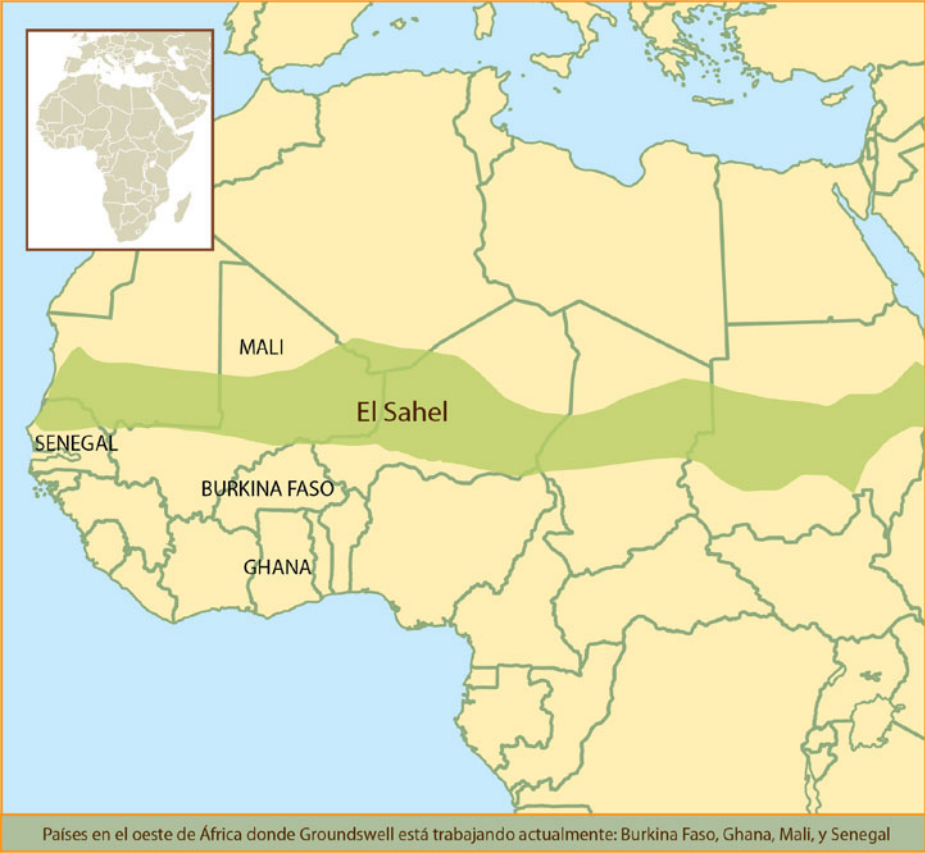 MALI
El Sahel
SENEGAL
BURKINA FASO
GHANA
Países en el oeste de África donde Groundswell está trabajando actualmente: Burkina Faso, Ghana, Mali, y Senegal